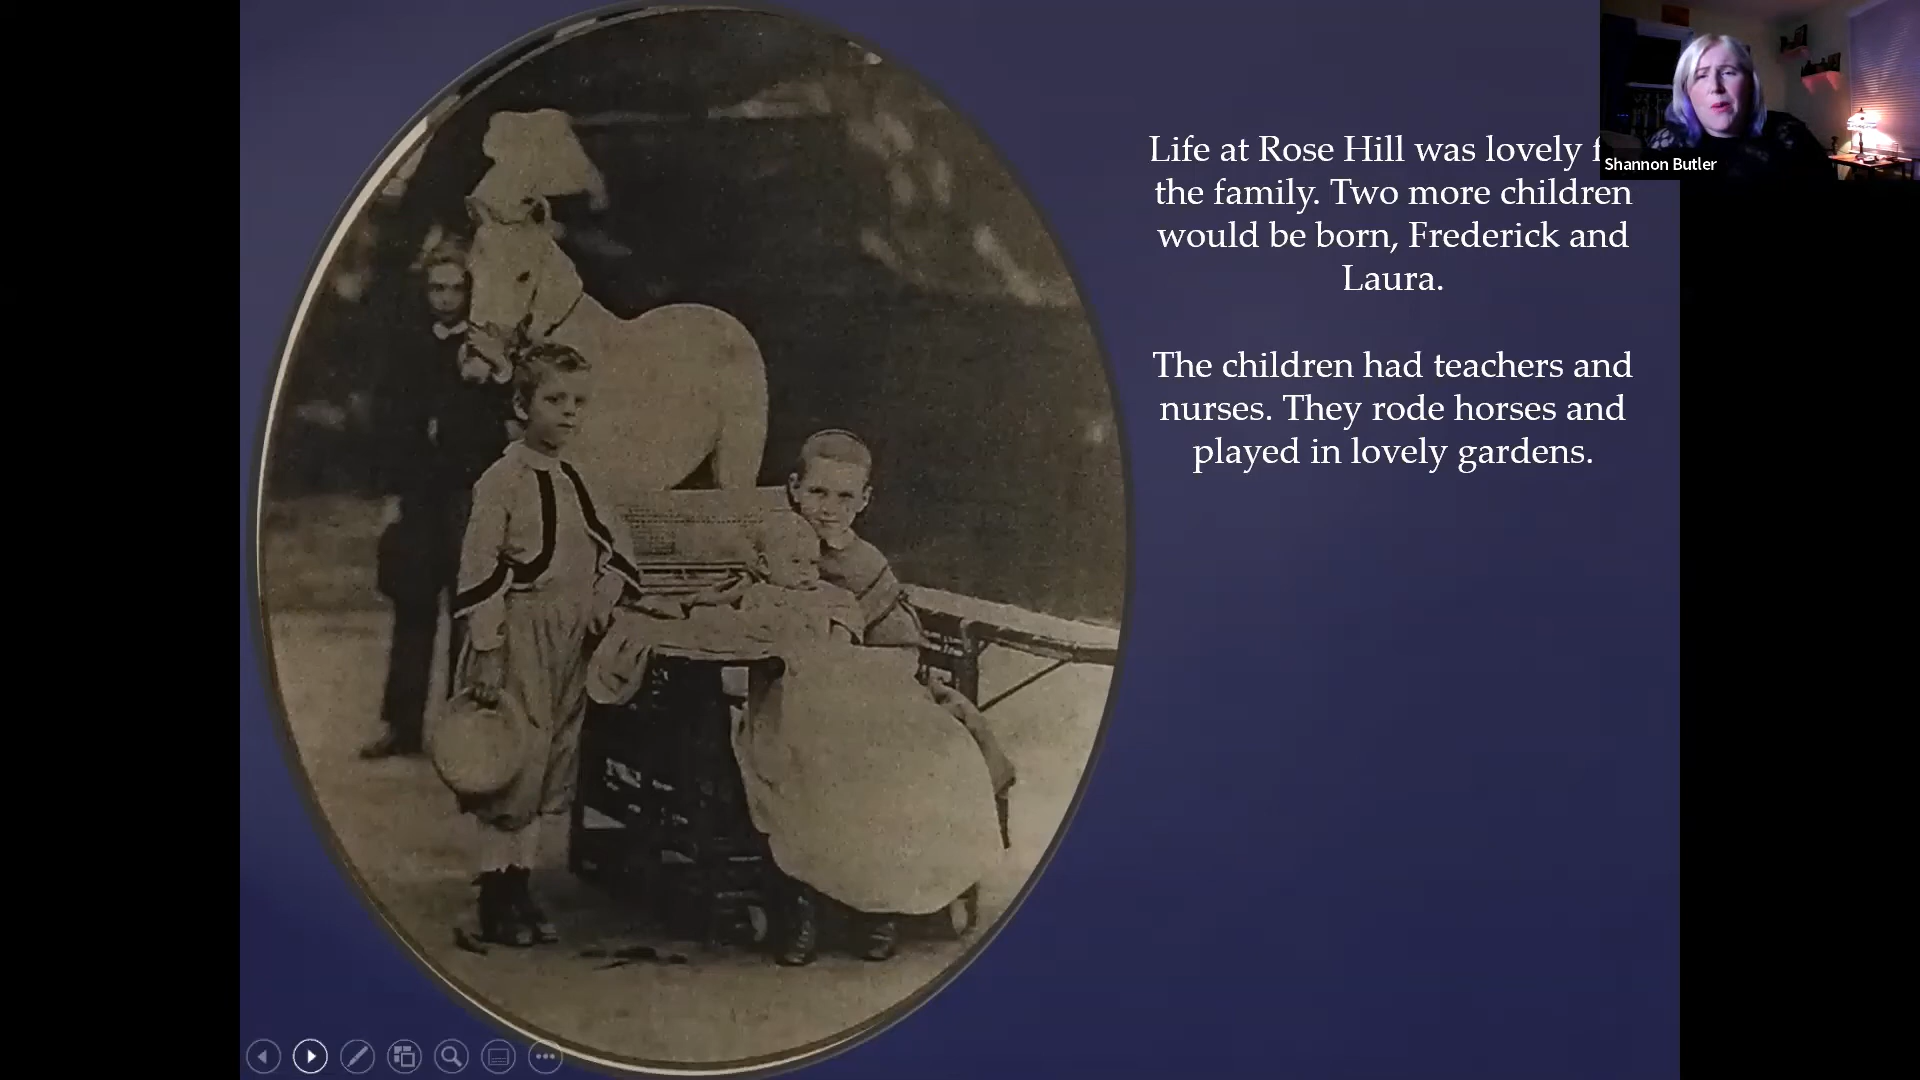 Life at Rose Hill was lovely
the family. Two more children
would be born, Frederick and
Laura.
The children had teachers and
nurses. They rode horses and
played in lovely gardens.
Shannon Butler